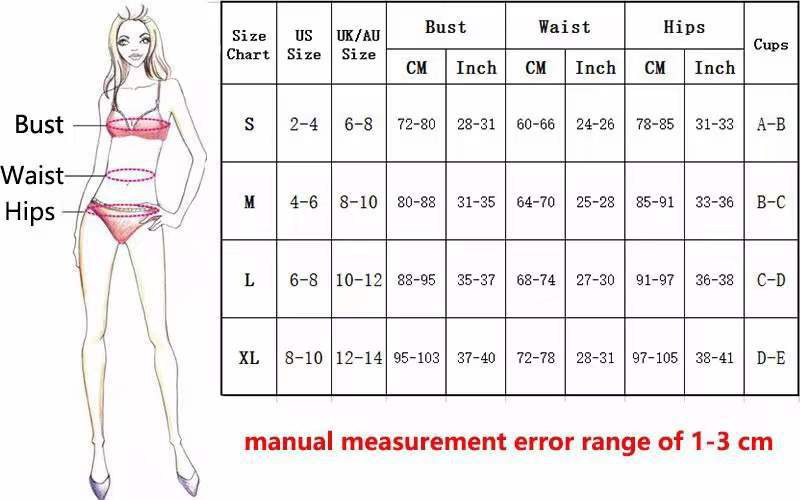 Bust
Waist
Hips
Size Chart US Size UK/AU Size Bust Waist Hips Cups
CM Inch CM Inch CM Inch
S 2-4 6-8 72-80 28-31 60-66 24-26 78-85 31-33 A-B
M 4-6 8-10 80-88 31-35 64-70 25-28 85-91 33-36 B-C
L 6-8 10-12 88-95 35-37 68-74 27-30 91-97 36-38 C-D
XL 8-10 12-14 95-103 37-40 72-78 28-31 97-105 38-41 D-E
manual measurement error range of 1-3 cm